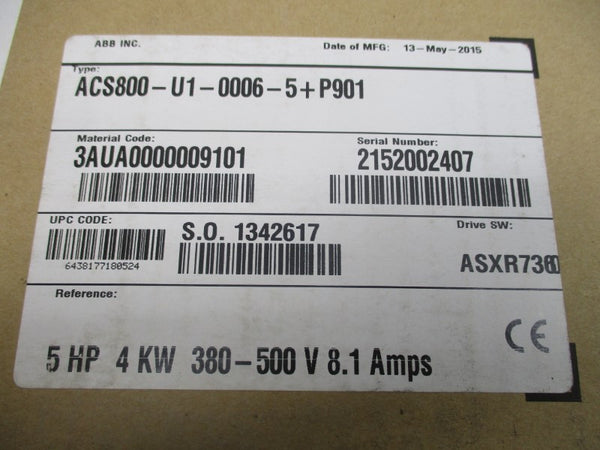 ABB INC. Date of MFG: 13-May-2015
Type:
ACS800-U1-0006-5+P901
Material Code: Serial Number:
3AUA0000009101 2152002407
UPC CODE: S.O. 1342617 Drive SW:
6438177180524 ASXR7360
Reference:
5 HP 4 KW 380-500 V 8.1 Amps CE